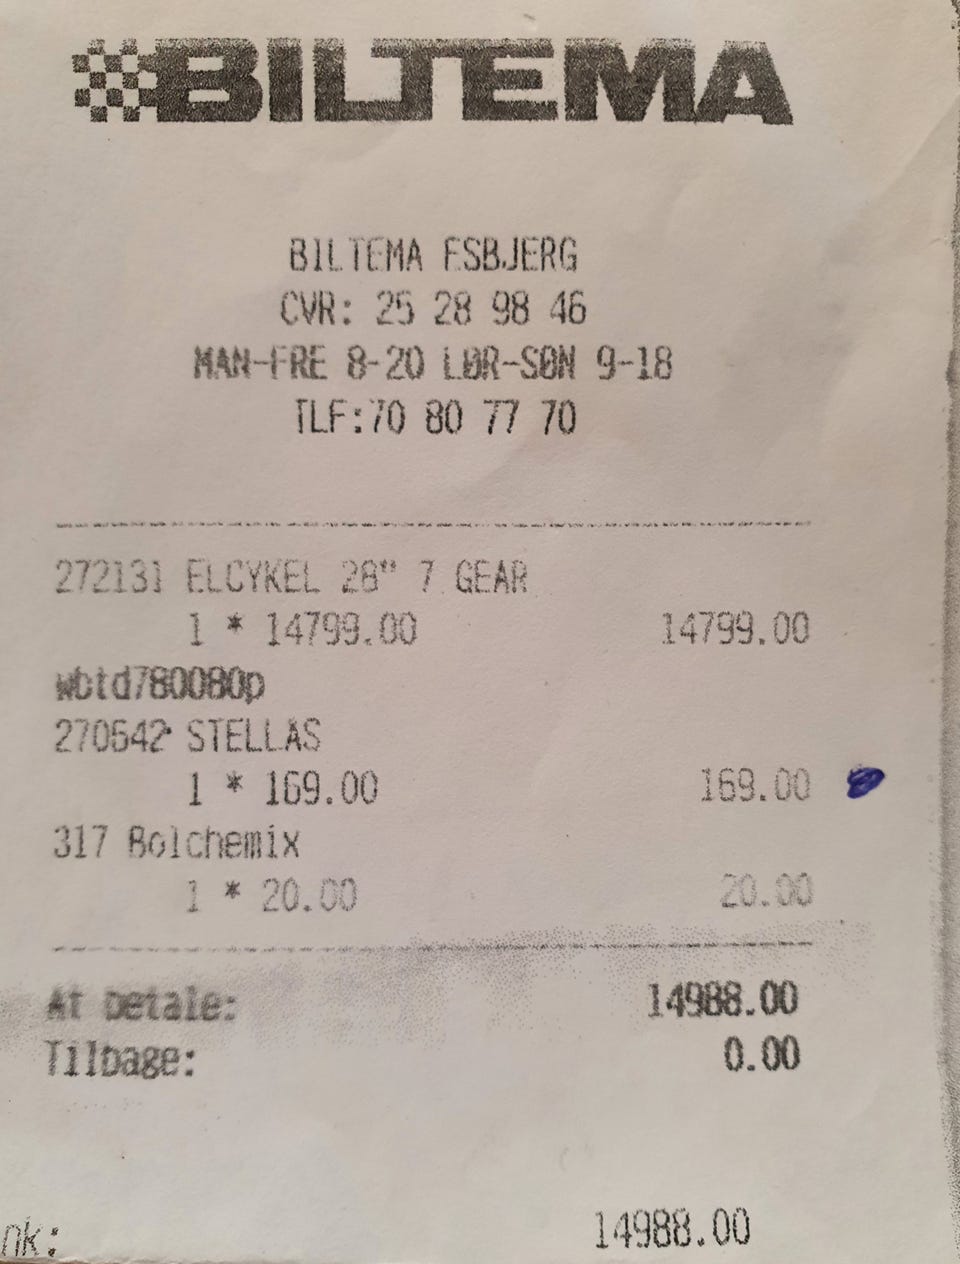 BILTEMA
BILTEMA ESBJERG
CVR: 25 28 98 46
MAN-FRE 8-20 LØR-SØN 9-18
TLF:70 80 77 70
272131 ELCYKEL 28" 7 GEAR
1 * 14799.00 14799.00
wbtd780080p
270642 STELLAS
1 * 169.00 169.00
317 Bolchemix
1 * 20.00 20.00
At betale: 14988.00
Tilbage: 0.00
nk: 14988.00